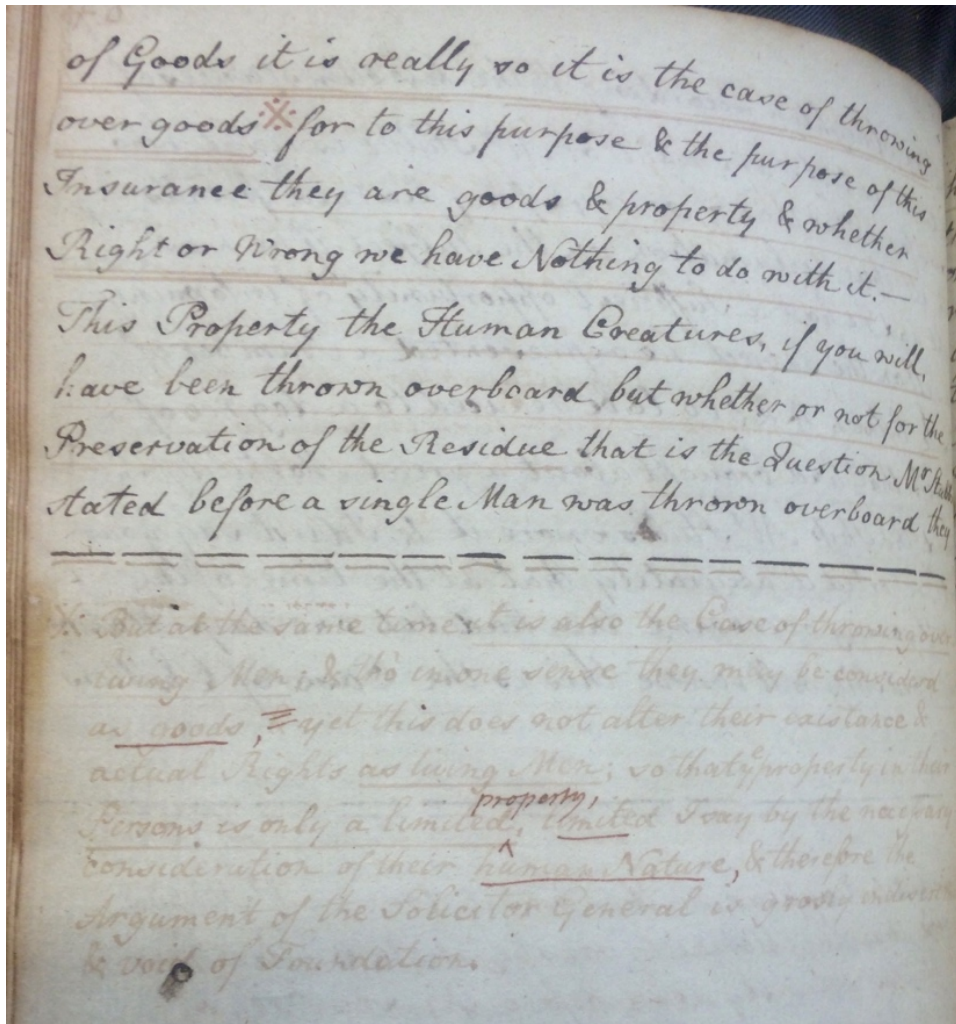 of Goods it is really so it is the case of throwing
over goods ※ for to this purpose & the purpose of this
Insurance they are goods & property & whether
Right or Wrong we have Nothing to do with it.—
This Property the Human Creatures, if you will,
have been thrown overboard but whether or not for the
Preservation of the Residue that is the Question Mr Stubbs
stated before a single Man was thrown overboard they
※ But at the same time it is also the Case of throwing over
living Men; & tho' in one sense they may be considered
as goods, yet this does not alter their existance &
actual Rights as living Men; so that ye property in their
property,
Persons is only a limited, limited I say by the necessary
consideration of their human Nature, & therefore the
Argument of the Solicitor General is grossly
& void of Foundation.